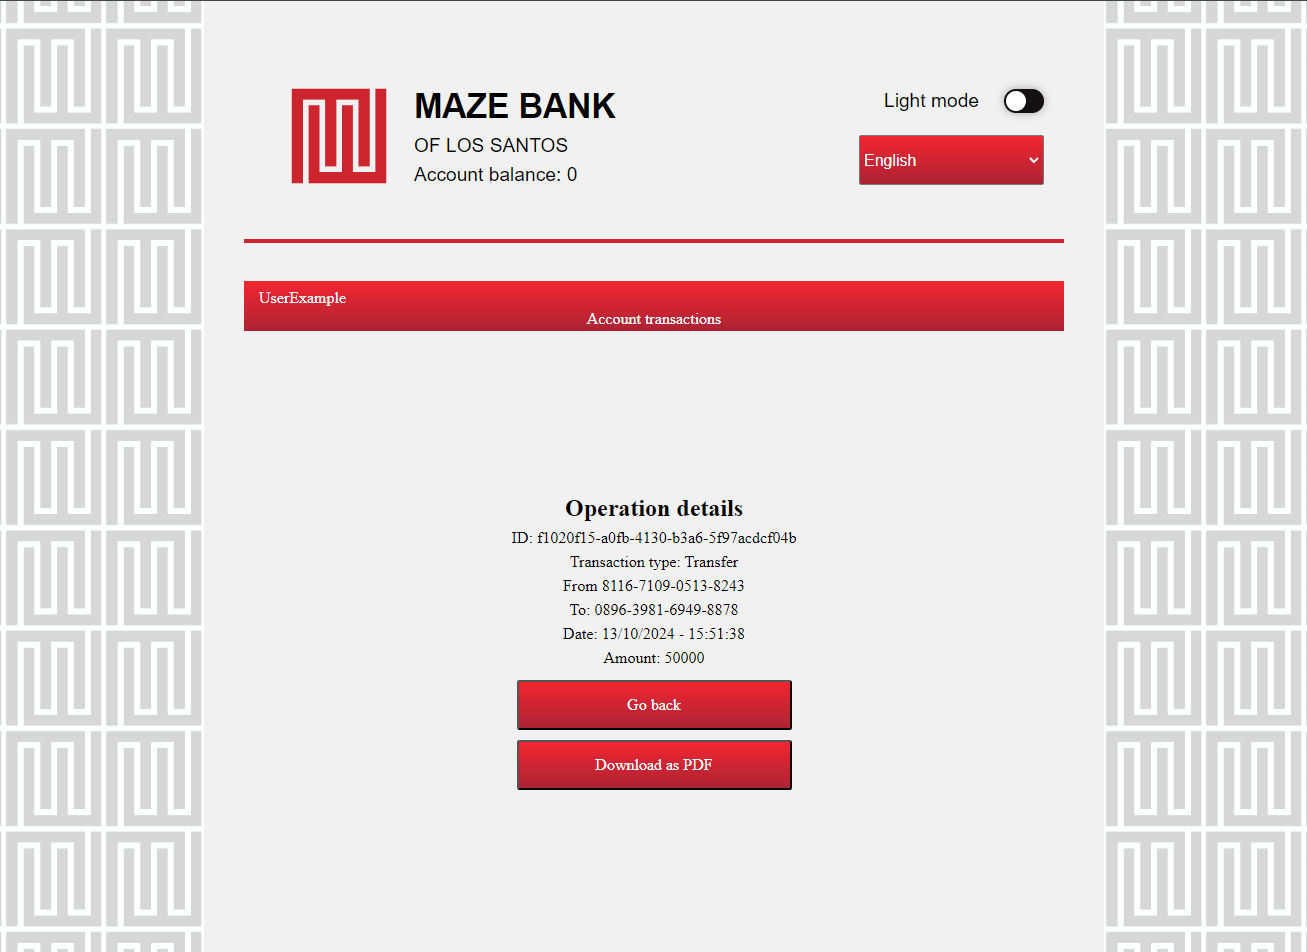 MAZE BANK
OF LOS SANTOS
Account balance: 0
Light mode
English
UserExample
Account transactions
Operation details
ID: f1020f15-a0fb-4130-b3a6-5f97acdcf04b
Transaction type: Transfer
From 8116-7109-0513-8243
To: 0896-3981-6949-8878
Date: 13/10/2024 - 15:51:38
Amount: 50000
Go back
Download as PDF